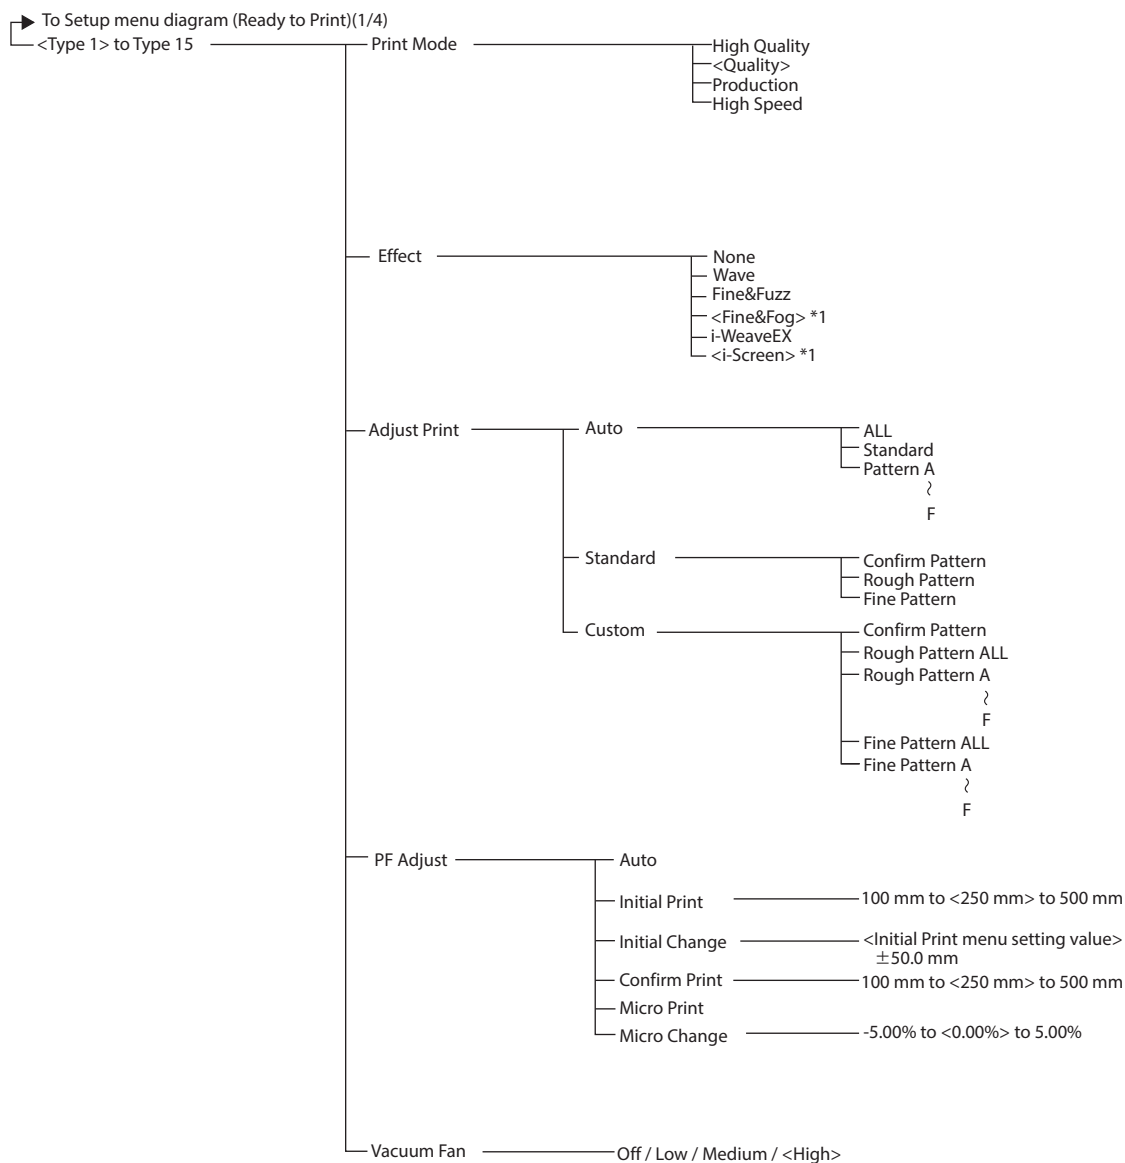 To Setup menu diagram (Ready to Print)(1/4)
<Type 1> to Type 15
Print Mode
High Quality
<Quality>
Production
High Speed
Effect
None
Wave
Fine&Fuzz
<Fine&Fog> *1
i-WeaveEX
<i-Screen> *1
Adjust Print
Auto
ALL
Standard
Pattern A
~
F
Standard
Confirm Pattern
Rough Pattern
Fine Pattern
Custom
Confirm Pattern
Rough Pattern ALL
Rough Pattern A
~
F
Fine Pattern ALL
Fine Pattern A
~
F
PF Adjust
Auto
Initial Print
100 mm to <250 mm> to 500 mm
Initial Change
<Initial Print menu setting value>
±50.0 mm
Confirm Print
100 mm to <250 mm> to 500 mm
Micro Print
Micro Change
-5.00% to <0.00%> to 5.00%
Vacuum Fan
Off / Low / Medium / <High>